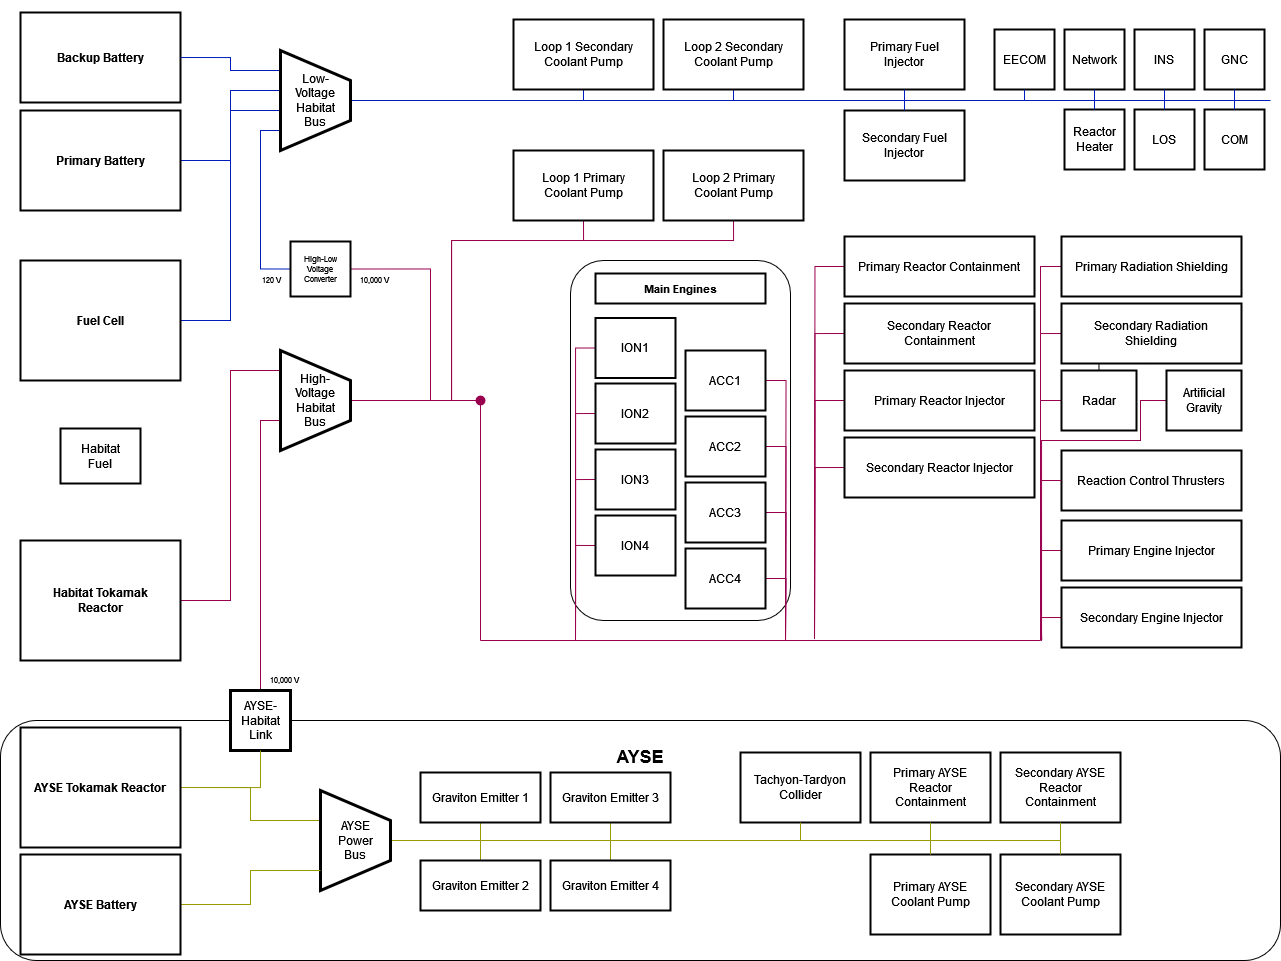 Backup Battery
Primary Battery
Fuel Cell
Habitat
Fuel
Habitat Tokamak
Reactor
Low-
Voltage
Habitat
Bus
High-Low
Voltage
Converter
120 V
10,000 V
High-
Voltage
Habitat
Bus
Loop 1 Secondary
Coolant Pump
Loop 2 Secondary
Coolant Pump
Primary Fuel
Injector
Secondary Fuel
Injector
EECOM
Network
INS
GNC
Reactor
Heater
LOS
COM
Loop 1 Primary
Coolant Pump
Loop 2 Primary
Coolant Pump
Main Engines
ION1
ION2
ION3
ION4
ACC1
ACC2
ACC3
ACC4
Primary Reactor Containment
Secondary Reactor
Containment
Primary Reactor Injector
Secondary Reactor Injector
Primary Radiation Shielding
Secondary Radiation
Shielding
Radar
Artificial
Gravity
Reaction Control Thrusters
Primary Engine Injector
Secondary Engine Injector
10,000 V
AYSE-
Habitat
Link
AYSE
AYSE Tokamak Reactor
AYSE Battery
AYSE
Power
Bus
Graviton Emitter 1
Graviton Emitter 3
Graviton Emitter 2
Graviton Emitter 4
Tachyon-Tardyon
Collider
Primary AYSE
Reactor
Containment
Secondary AYSE
Reactor
Containment
Primary AYSE
Coolant Pump
Secondary AYSE
Coolant Pump